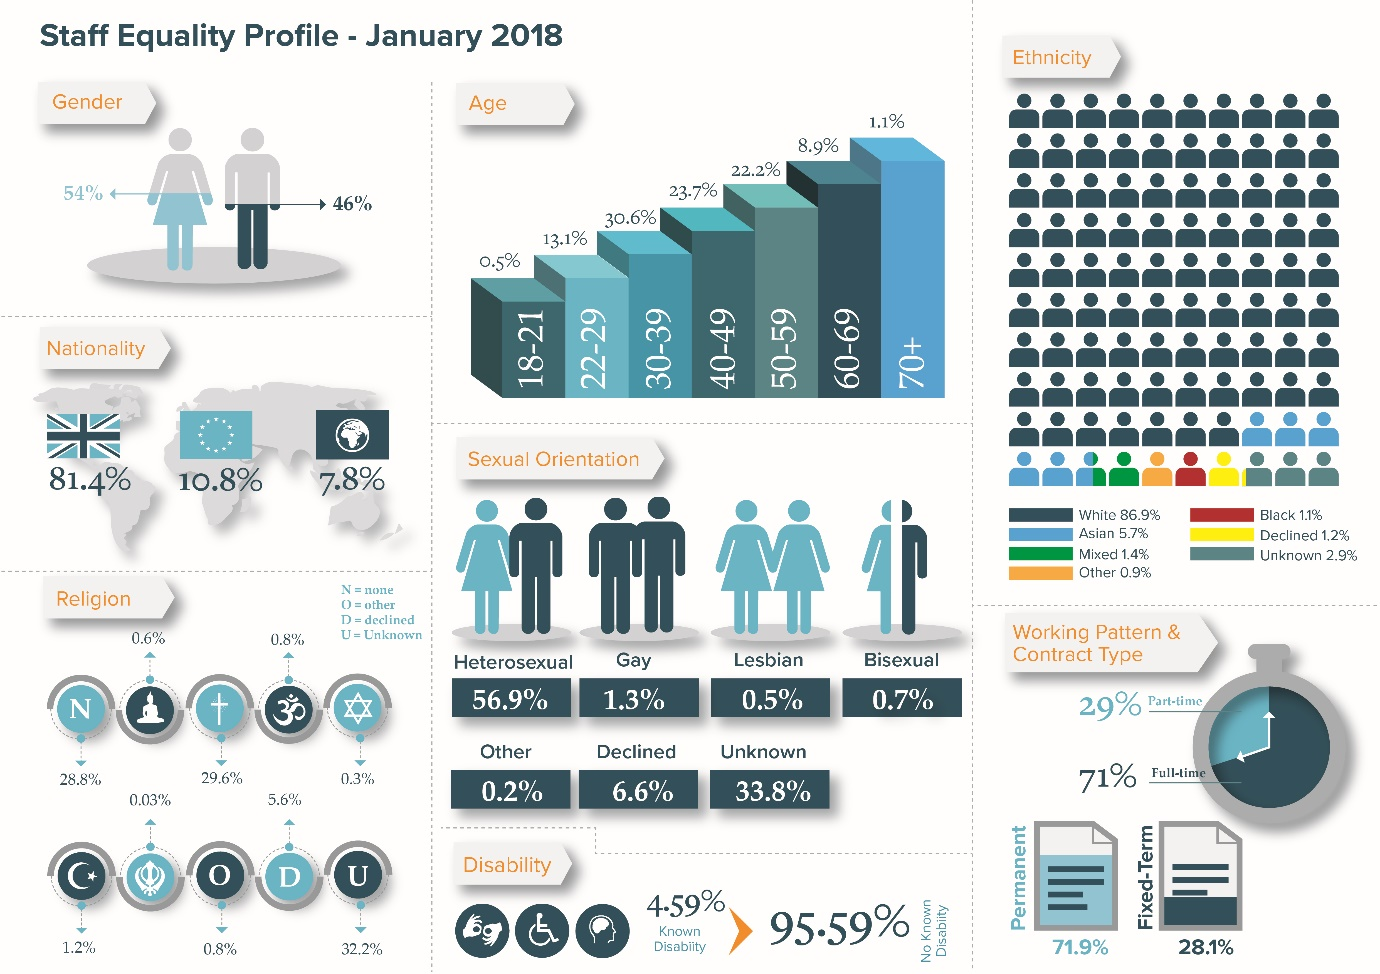 Staff Equality Profile - January 2018
Gender
54%
46%
Nationality
81.4%
10.8%
7.8%
Religion
N = none
O = other
D = declined
U = Unknown
0.6%
0.8%
N
28.8%
29.6%
0.3%
0.03%
5.6%
O
D
U
1.2%
0.8%
32.2%
Age
0.5%
13.1%
30.6%
23.7%
22.2%
8.9%
1.1%
18-21
22-29
30-39
40-49
50-59
60-69
70+
Sexual Orientation
Heterosexual
Gay
Lesbian
Bisexual
56.9%
1.3%
0.5%
0.7%
Other
Declined
Unknown
0.2%
6.6%
33.8%
Disability
4.59%
Known
Disabiity
95.59%
No Known
Disabiity
Ethnicity
White 86.9%
Asian 5.7%
Mixed 1.4%
Other 0.9%
Black 1.1%
Declined 1.2%
Unknown 2.9%
Working Pattern &
Contract Type
29% Part-time
71% Full-time
Permanent
71.9%
Fixed-Term
28.1%